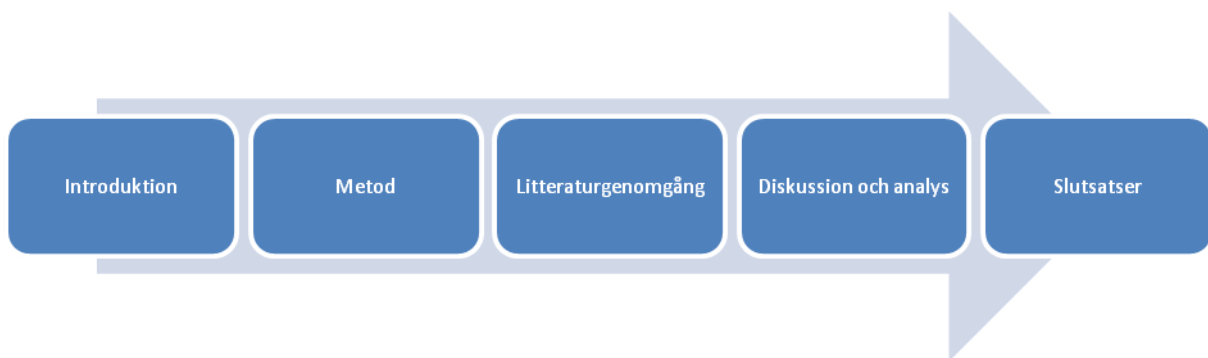 Introduktion
Metod
Litteraturgenomgång
Diskussion och analys
Slutsatser